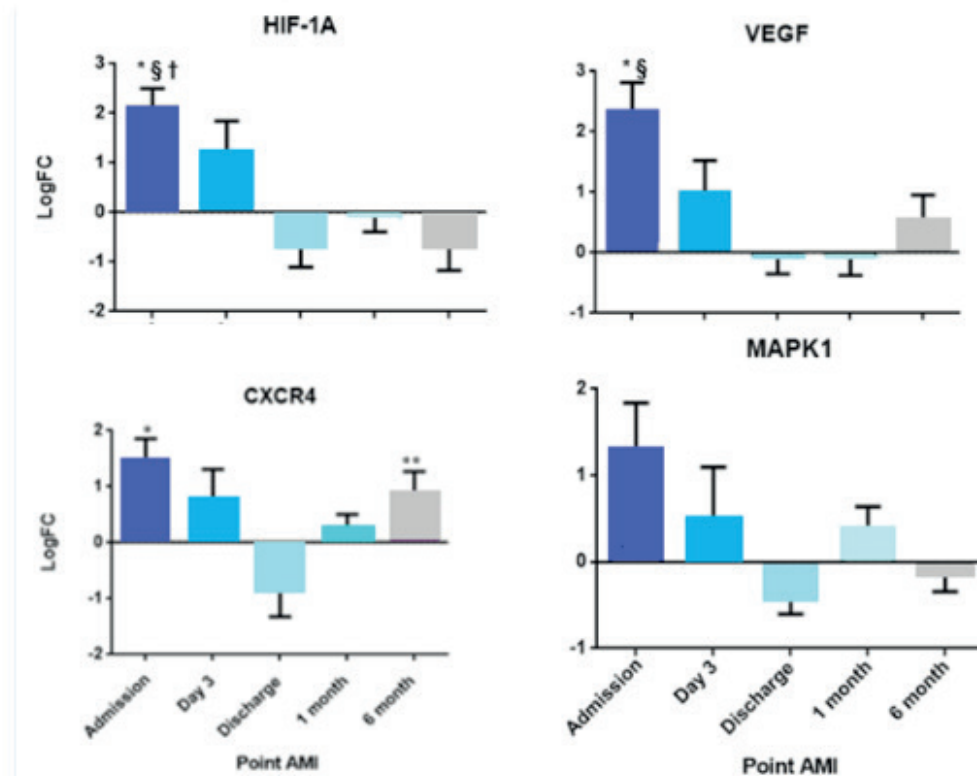 HIF-1A
3
* § †
2
1
0
-1
-2
LogFC
VEGF
3
* §
2
1
0
-1
CXCR4
2
*
1
**
0
-1
-2
LogFC
Admission
Day 3
Discharge
1 month
6 month
Point AMI
MAPK1
2
1
0
-1
Admission
Day 3
Discharge
1 month
6 month
Point AMI